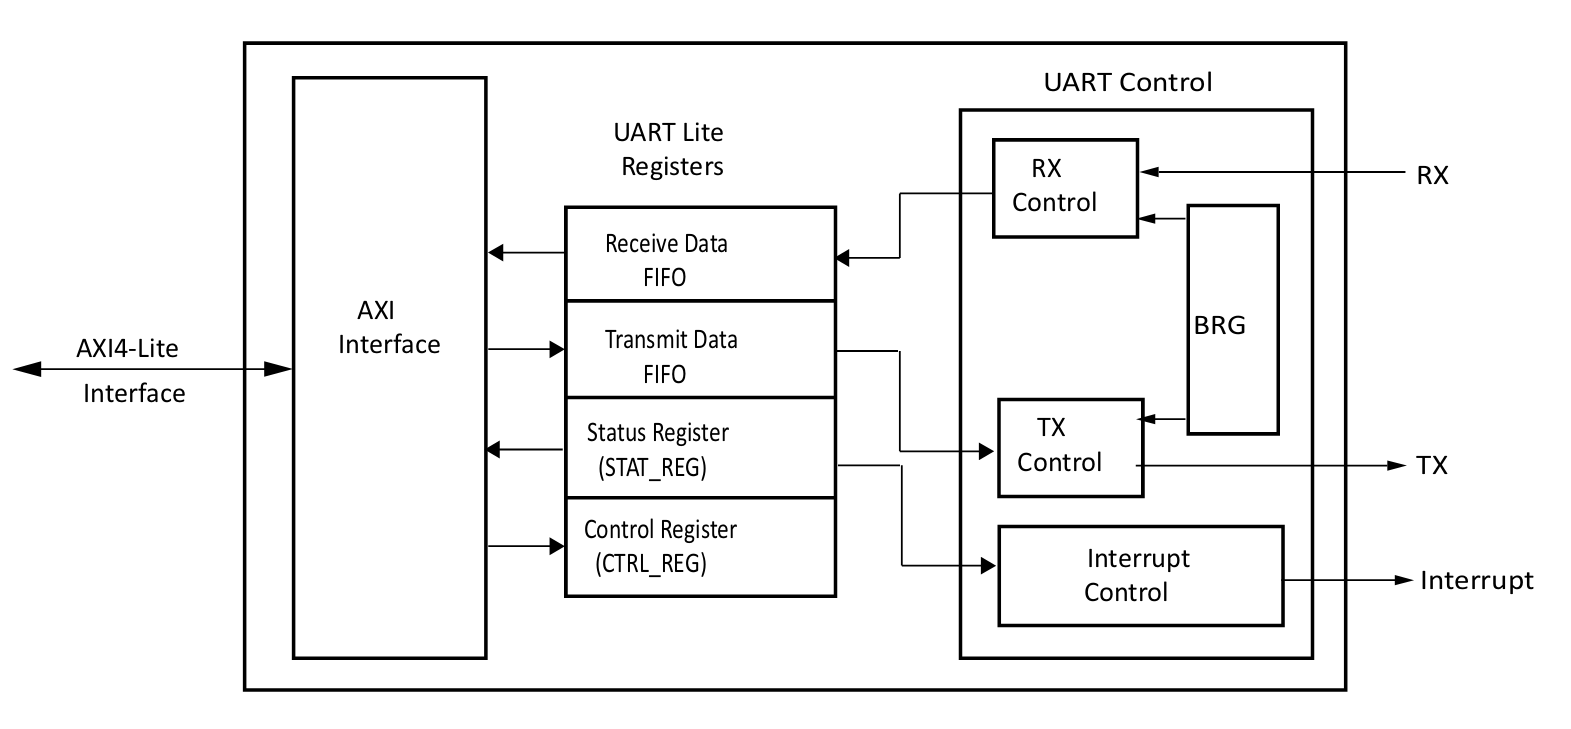 UART Control
UART Lite
Registers
RX
Control
RX
Receive Data
FIFO
AXI
Interface
BRG
Transmit Data
FIFO
AXI4-Lite
Interface
Status Register
(STAT_REG)
TX
Control
TX
Control Register
(CTRL_REG)
Interrupt
Control
Interrupt